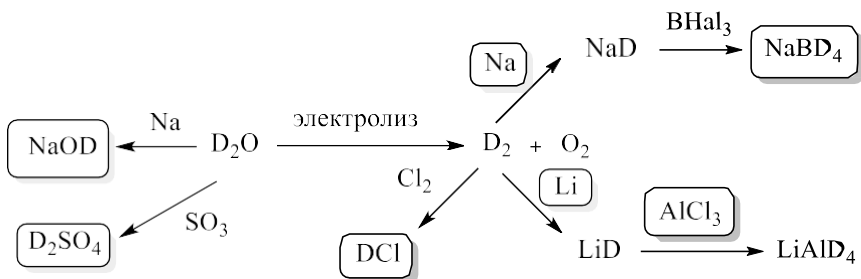 BHal₃
Na
NaD
NaBD₄
Na
электролиз
NaOD
D₂O
D₂ + O₂
Cl₂
Li
AlCl₃
SO₃
D₂SO₄
DCl
LiD
LiAlD₄